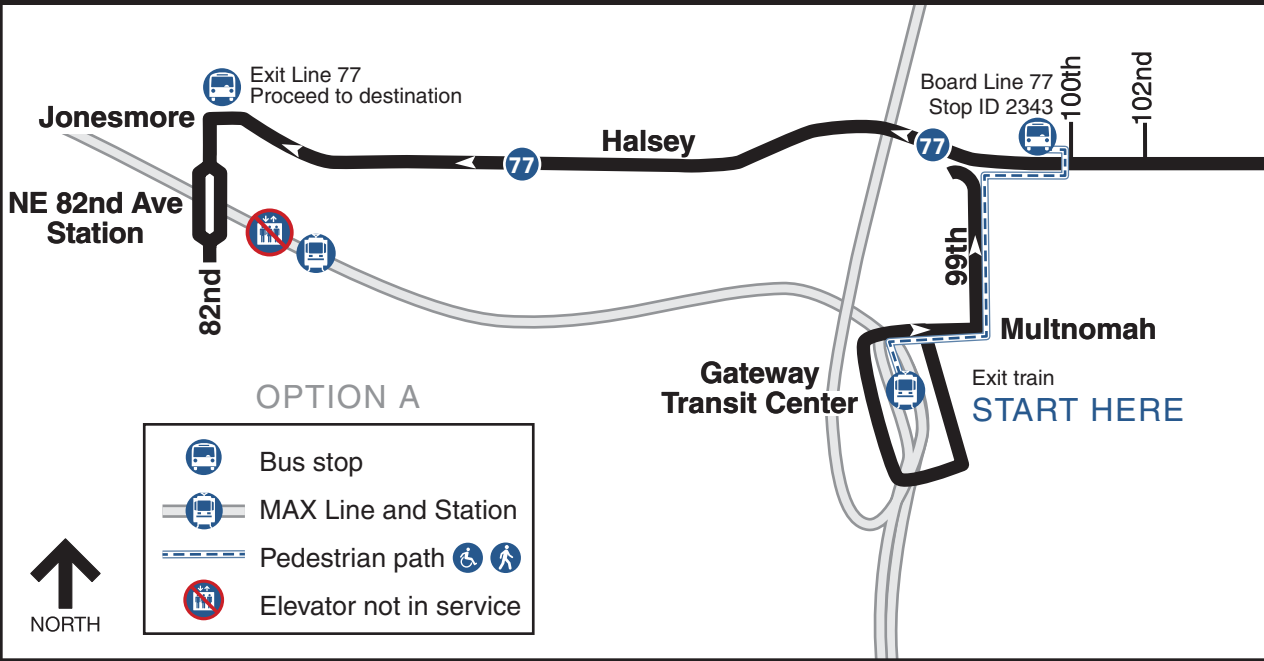 Exit Line 77
Proceed to destination
Jonesmore
NE 82nd Ave
Station
82nd
77
Halsey
77
Board Line 77
Stop ID 2343
100th
102nd
99th
Multnomah
Gateway
Transit Center
Exit train
START HERE
OPTION A
Bus stop
MAX Line and Station
Pedestrian path
Elevator not in service
NORTH